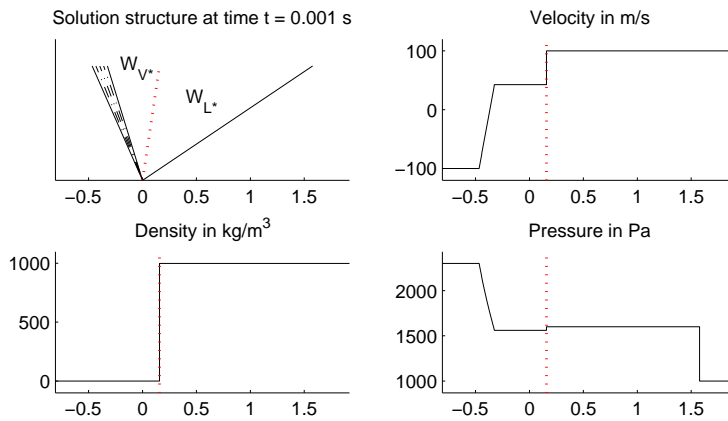 Solution structure at time t = 0.001 s
W_V*
W_L*
−0.5 0 0.5 1 1.5
Velocity in m/s
100
0
−100
−0.5 0 0.5 1 1.5
Density in kg/m^3
1000
500
0
−0.5 0 0.5 1 1.5
Pressure in Pa
2000
1500
1000
−0.5 0 0.5 1 1.5